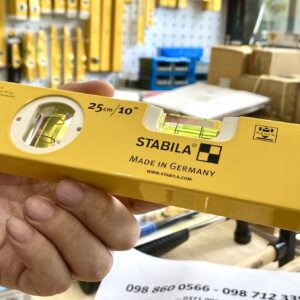 25cm/10"
STABILA
MADE IN GERMANY
WWW.STABILA.COM
098 860 0566 - 098 712 33